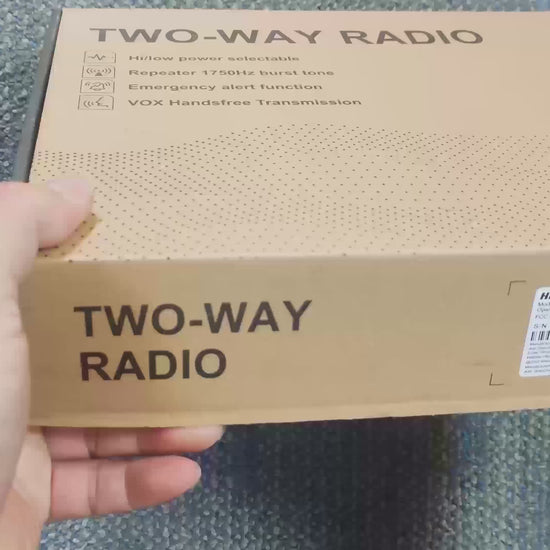 TWO-WAY RADIO
Hi/low power selectable
Repeater 1750Hz burst tone
Emergency alert function
VOX Handsfree Transmission
TWO-WAY
RADIO
FCC
S/N